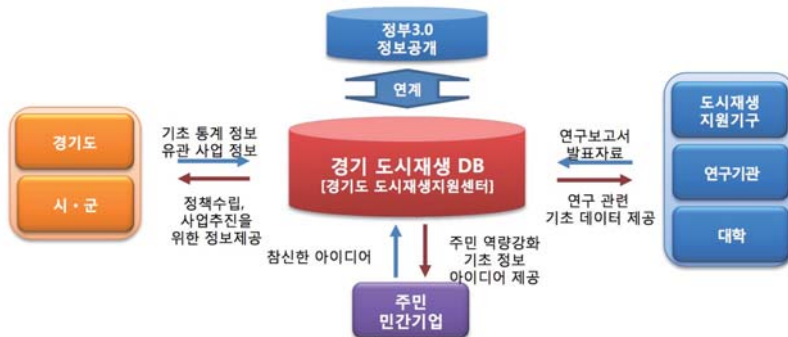 정부3.0
정보공개
연계
경기도
시・군
기초 통계 정보
유관 사업 정보
정책수립,
사업추진을
위한 정보제공
경기 도시재생 DB
[경기도 도시재생지원센터]
연구보고서
발표자료
연구 관련
기초 데이터 제공
도시재생
지원기구
연구기관
대학
참신한 아이디어
주민 역량강화
기초 정보
아이디어 제공
주민
민간기업